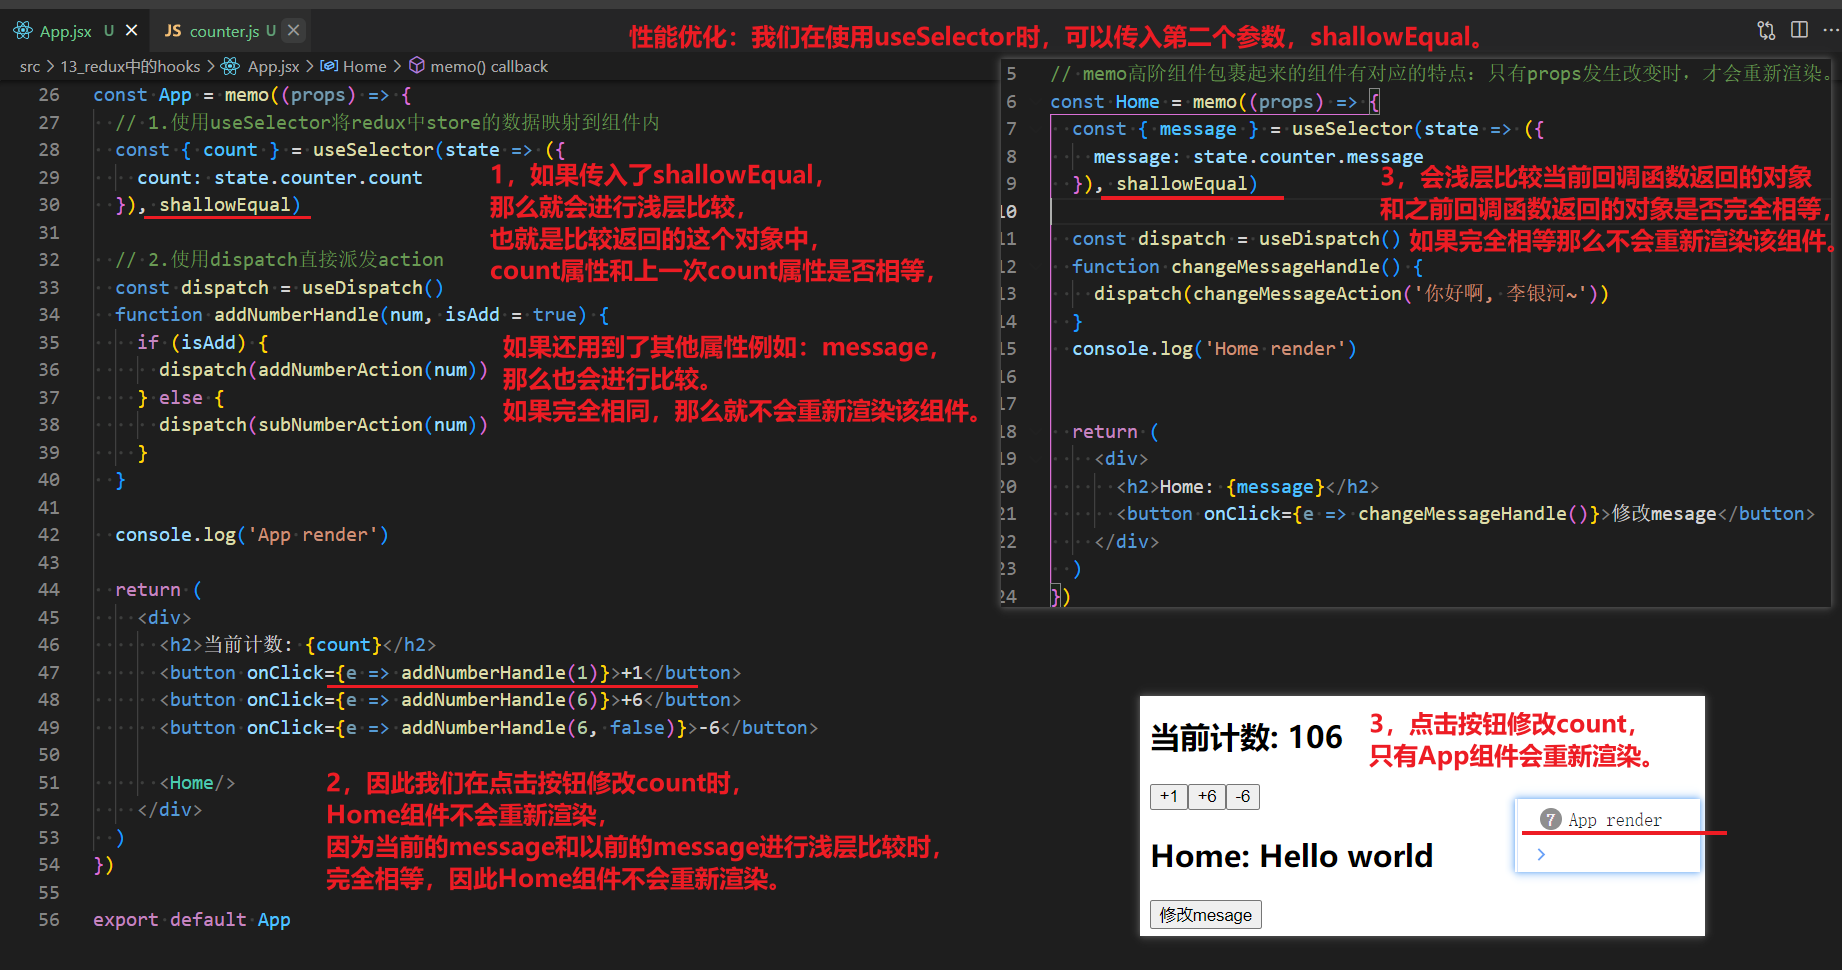 App.jsx U
JS counter.js U
性能优化：我们在使用useSelector时，可以传入第二个参数，shallowEqual。
src > 13_redux中的hooks > App.jsx > Home > memo() callback
26 const App = memo((props) => {
27 // 1.使用useSelector将redux中store的数据映射到组件内
28 const { count } = useSelector(state => ({
29 count: state.counter.count
30 }), shallowEqual)
31
32 // 2.使用dispatch直接派发action
33 const dispatch = useDispatch()
34 function addNumberHandle(num, isAdd = true) {
35 if (isAdd) {
36 dispatch(addNumberAction(num))
37 } else {
38 dispatch(subNumberAction(num))
39 }
40 }
41
42 console.log('App render')
43
44 return (
45 <div>
46 <h2>当前计数: {count}</h2>
47 <button onClick={e => addNumberHandle(1)}>+1</button>
48 <button onClick={e => addNumberHandle(6)}>+6</button>
49 <button onClick={e => addNumberHandle(6, false)}>-6</button>
50
51 <Home/>
52 </div>
53 )
54 })
55
56 export default App
1，如果传入了shallowEqual，
那么就会进行浅层比较，
也就是比较返回的这个对象中，
count属性和上一次count属性是否相等，
如果还用到了其他属性例如：message，
那么也会进行比较。
如果完全相同，那么就不会重新渲染该组件。
2，因此我们在点击按钮修改count时，
Home组件不会重新渲染，
因为当前的message和以前的message进行浅层比较时，
完全相等，因此Home组件不会重新渲染。
5 // memo高阶组件包裹起来的组件有对应的特点: 只有props发生改变时, 才会重新渲染。
6 const Home = memo((props) => {
7 const { message } = useSelector(state => ({
8 message: state.counter.message
9 }), shallowEqual)
10
11 const dispatch = useDispatch()
12 function changeMessageHandle() {
13 dispatch(changeMessageAction('你好啊, 李银河~'))
14 }
15 console.log('Home render')
16
17
18 return (
19 <div>
20 <h2>Home: {message}</h2>
21 <button onClick={e => changeMessageHandle()}>修改mesage</button>
22 </div>
23 )
24 })
3，会浅层比较当前回调函数返回的对象
和之前回调函数返回的对象是否完全相等，
如果完全相等那么不会重新渲染该组件。
当前计数: 106
+1 +6 -6
Home: Hello world
修改mesage
3，点击按钮修改count，
只有App组件会重新渲染。
7 App render
>